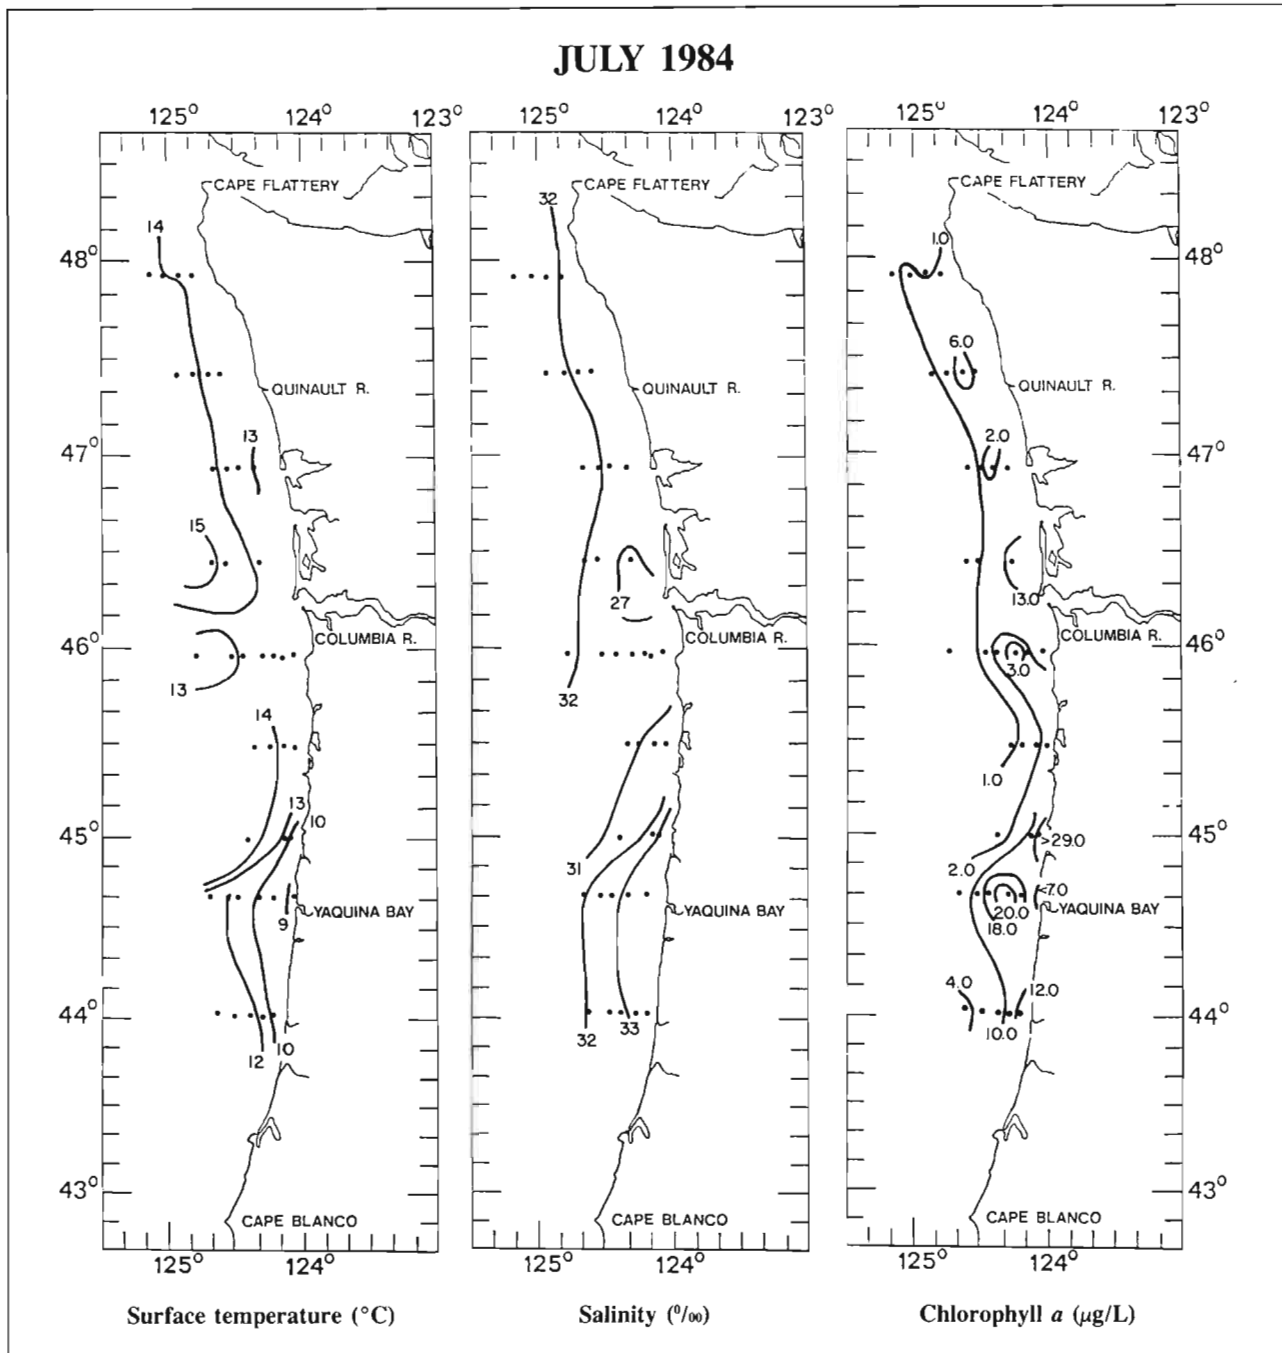 JULY 1984
125° 124° 123°
125° 124° 123°
125° 124° 123°
CAPE FLATTERY
CAPE FLATTERY
CAPE FLATTERY
14
32
1.0
48°
48°
6.0
QUINAULT R.
QUINAULT R.
QUINAULT R.
13
2.0
47°
47°
15
27
13.0
46°
COLUMBIA R.
COLUMBIA R.
COLUMBIA R.
46°
3.0
13
32
14
1.0
13
10
45°
45°
>29.0
31
2.0
<7.0
9
YAQUINA BAY
YAQUINA BAY
20.0
YAQUINA BAY
18.0
4.0
12.0
44°
44°
12
10
32
33
10.0
43°
43°
CAPE BLANCO
CAPE BLANCO
CAPE BLANCO
125° 124°
125° 124°
125° 124°
Surface temperature (°C)
Salinity (⁰/₀₀)
Chlorophyll a (μg/L)